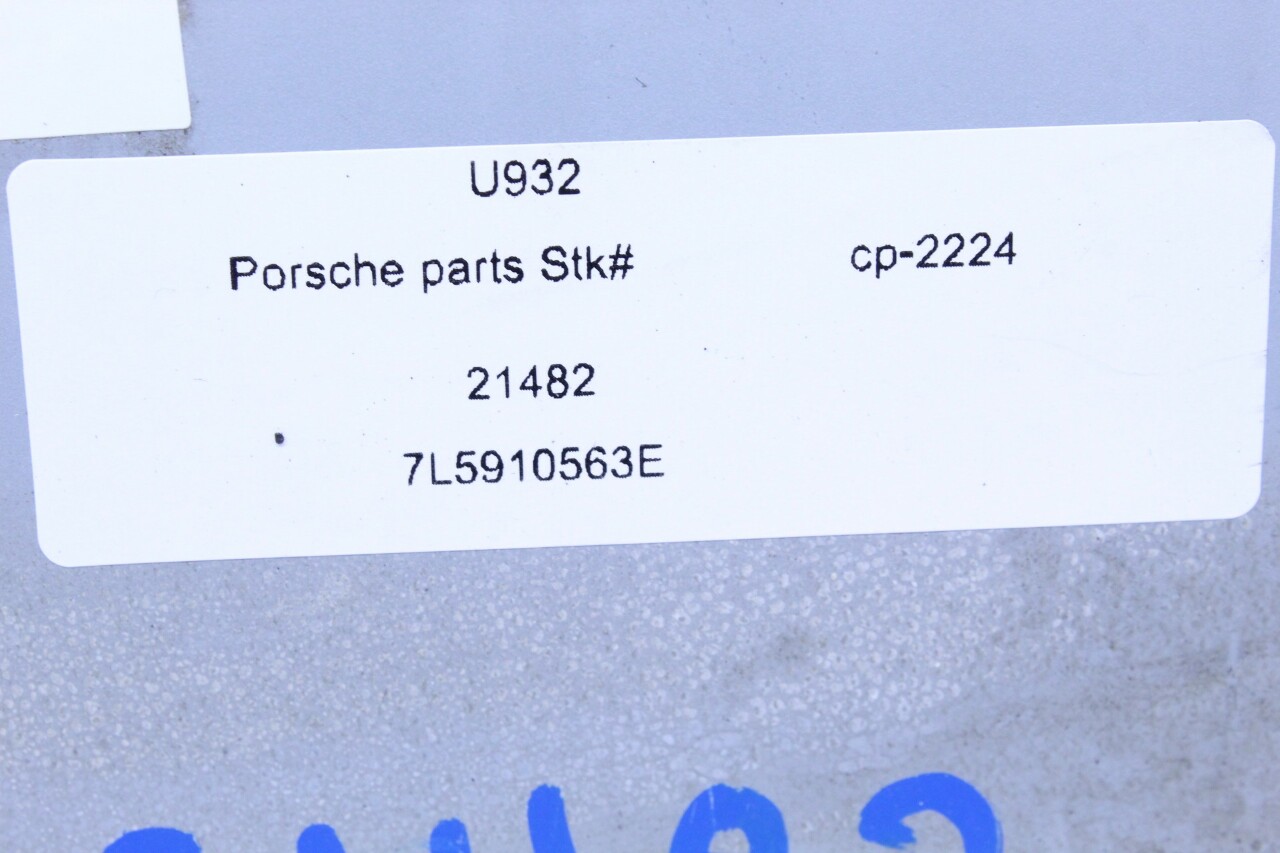 U932
Porsche parts Stk# cp-2224
21482
7L5910563E